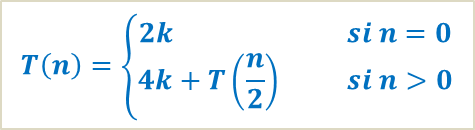 T(n) = { 2k si n = 0
4k + T(n/2) si n > 0